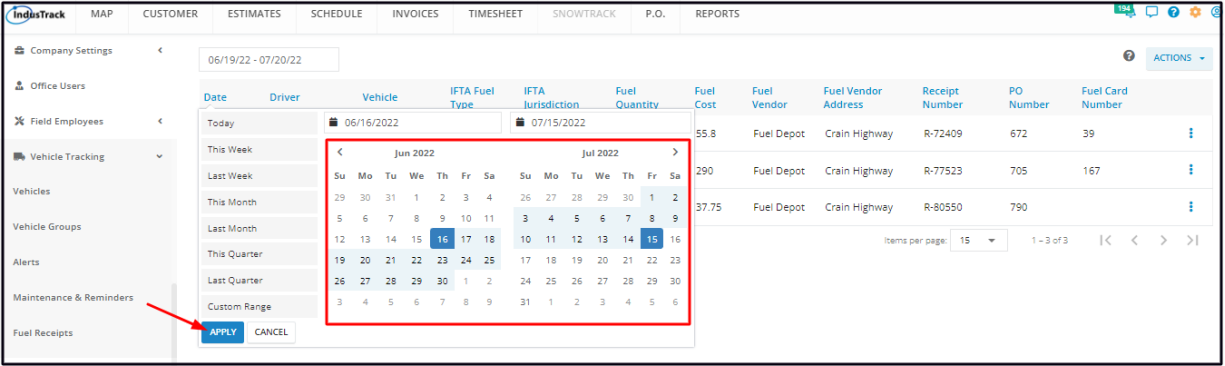 IndusTrack MAP CUSTOMER ESTIMATES SCHEDULE INVOICES TIMESHEET SNOWTRACK P.O. REPORTS 194
Company Settings
Office Users
Field Employees
Vehicle Tracking
Vehicles
Vehicle Groups
Alerts
Maintenance & Reminders
Fuel Receipts
06/19/22 - 07/20/22 ACTIONS
Date Driver Vehicle IFTA Fuel Type IFTA Jurisdiction Fuel Quantity Fuel Cost Fuel Vendor Fuel Vendor Address Receipt Number PO Number Fuel Card Number
55.8 Fuel Depot Crain Highway R-72409 672 39
290 Fuel Depot Crain Highway R-77523 705 167
37.75 Fuel Depot Crain Highway R-80550 790
Items per page: 15 1 – 3 of 3
Today
This Week
Last Week
This Month
Last Month
This Quarter
Last Quarter
Custom Range
APPLY CANCEL
06/16/2022 07/15/2022
Jun 2022
Su Mo Tu We Th Fr Sa
29 30 31 1 2 3 4
5 6 7 8 9 10 11
12 13 14 15 16 17 18
19 20 21 22 23 24 25
26 27 28 29 30 1 2
3 4 5 6 7 8 9
Jul 2022
Su Mo Tu We Th Fr Sa
26 27 28 29 30 1 2
3 4 5 6 7 8 9
10 11 12 13 14 15 16
17 18 19 20 21 22 23
24 25 26 27 28 29 30
31 1 2 3 4 5 6